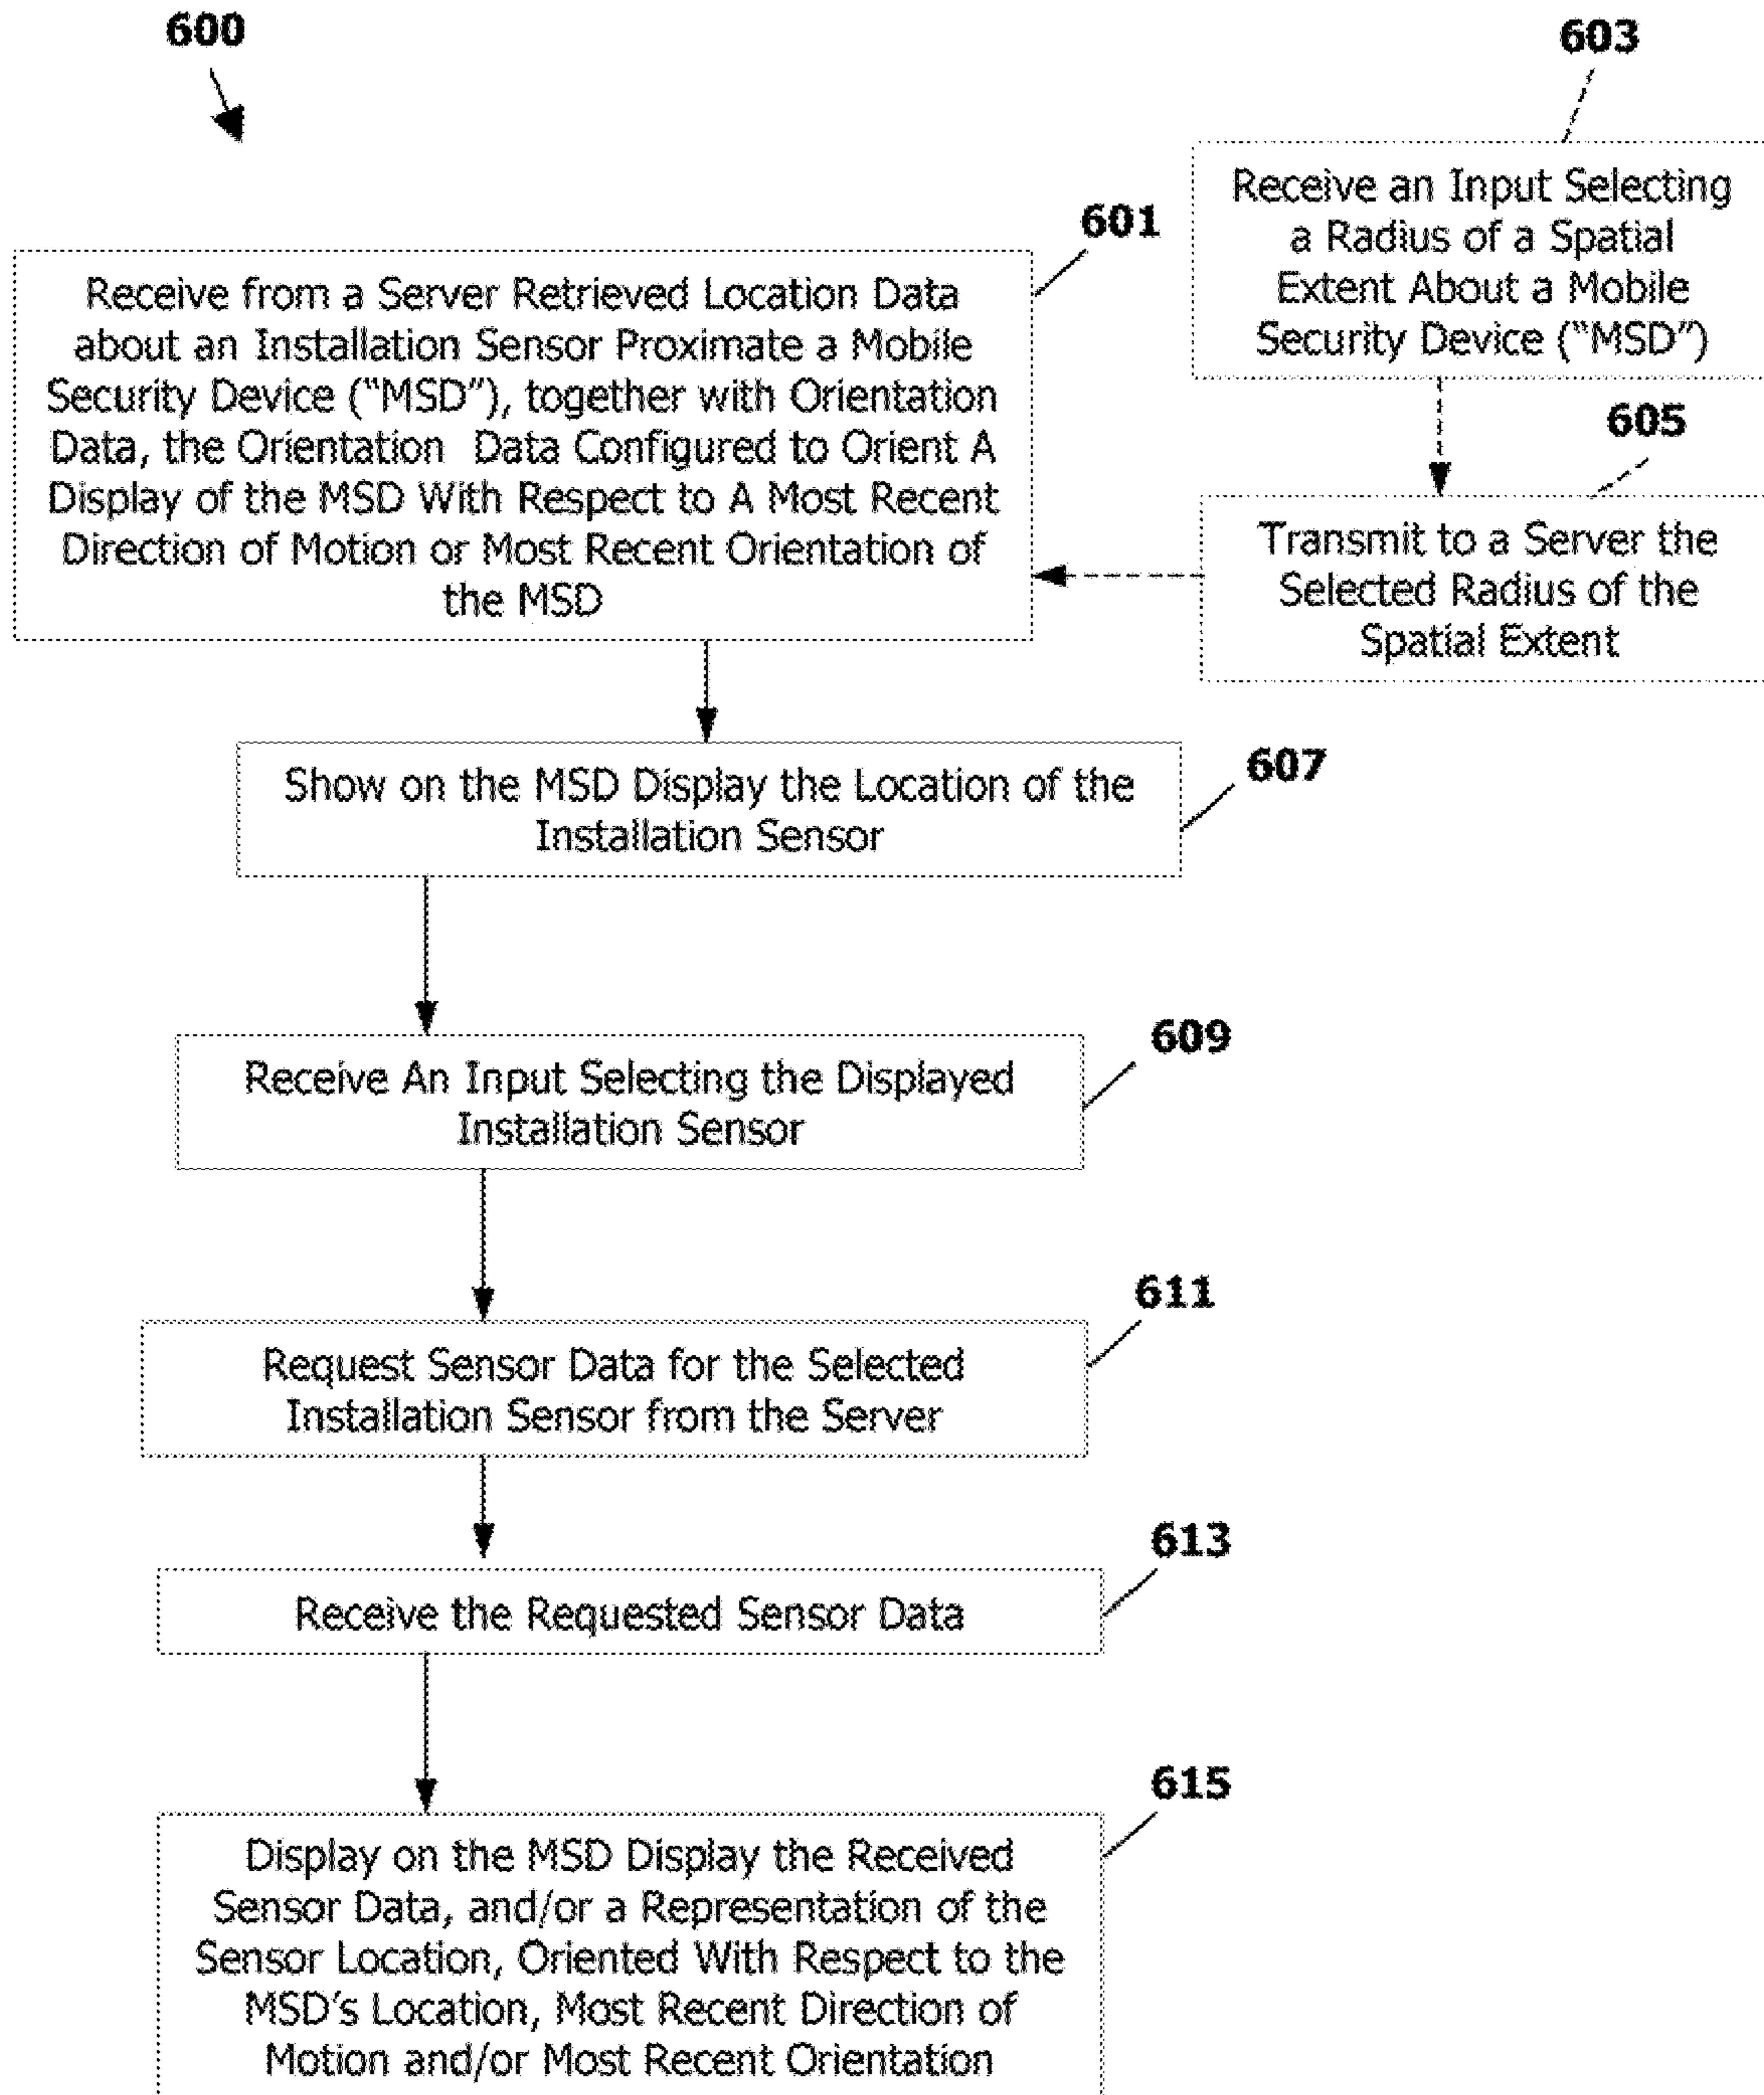 600
603
Receive an Input Selecting
a Radius of a Spatial
Extent About a Mobile
Security Device (“MSD”)
601
Receive from a Server Retrieved Location Data
about an Installation Sensor Proximate a Mobile
Security Device (“MSD”), together with Orientation
Data, the Orientation Data Configured to Orient A
Display of the MSD With Respect to A Most Recent
Direction of Motion or Most Recent Orientation of
the MSD
605
Transmit to a Server the
Selected Radius of the
Spatial Extent
607
Show on the MSD Display the Location of the
Installation Sensor
609
Receive An Input Selecting the Displayed
Installation Sensor
611
Request Sensor Data for the Selected
Installation Sensor from the Server
613
Receive the Requested Sensor Data
615
Display on the MSD Display the Received
Sensor Data, and/or a Representation of the
Sensor Location, Oriented With Respect to the
MSD’s Location, Most Recent Direction of
Motion and/or Most Recent Orientation